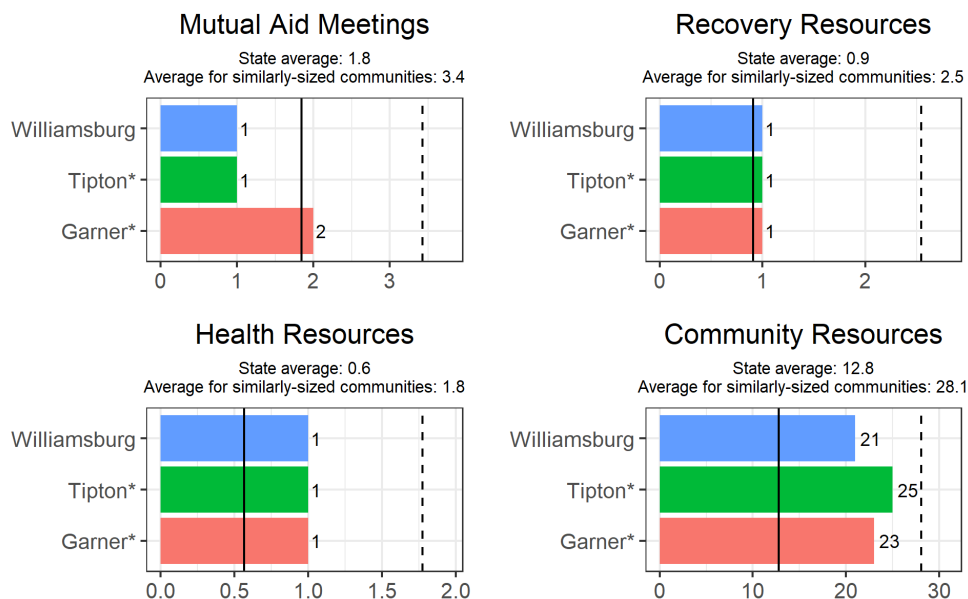 Mutual Aid Meetings
State average: 1.8
Average for similarly-sized communities: 3.4
Williamsburg
1
Tipton*
1
Garner*
2
0 1 2 3
Recovery Resources
State average: 0.9
Average for similarly-sized communities: 2.5
Williamsburg
1
Tipton*
1
Garner*
1
0 1 2
Health Resources
State average: 0.6
Average for similarly-sized communities: 1.8
Williamsburg
1
Tipton*
1
Garner*
1
0.0 0.5 1.0 1.5 2.0
Community Resources
State average: 12.8
Average for similarly-sized communities: 28.1
Williamsburg
21
Tipton*
25
Garner*
23
0 10 20 30